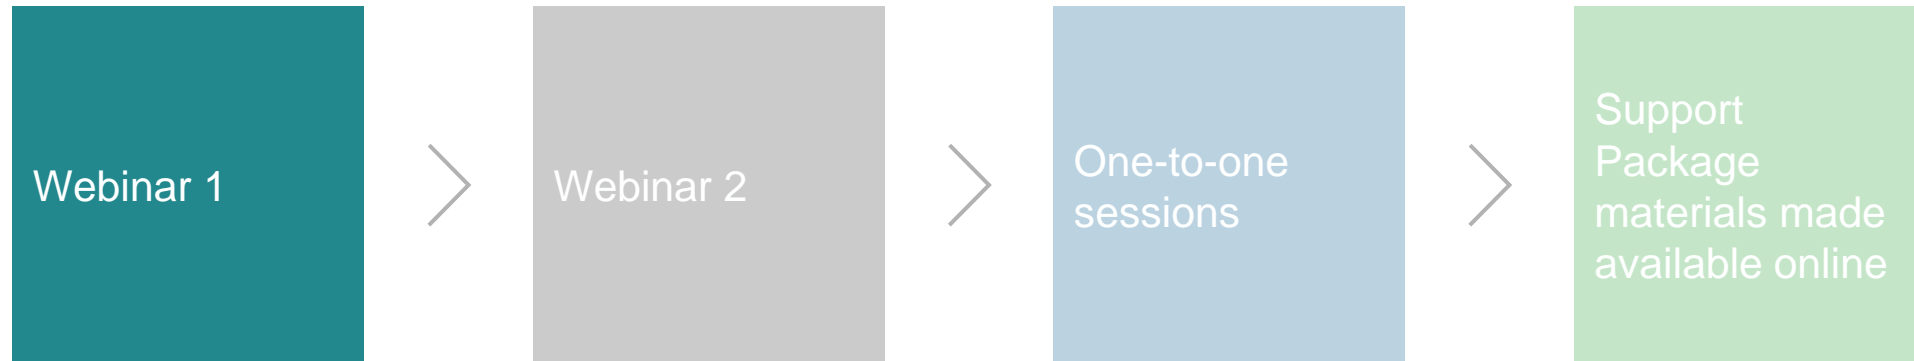 Webinar 1
Webinar 2
One-to-one
sessions
Support
Package
materials made
available online